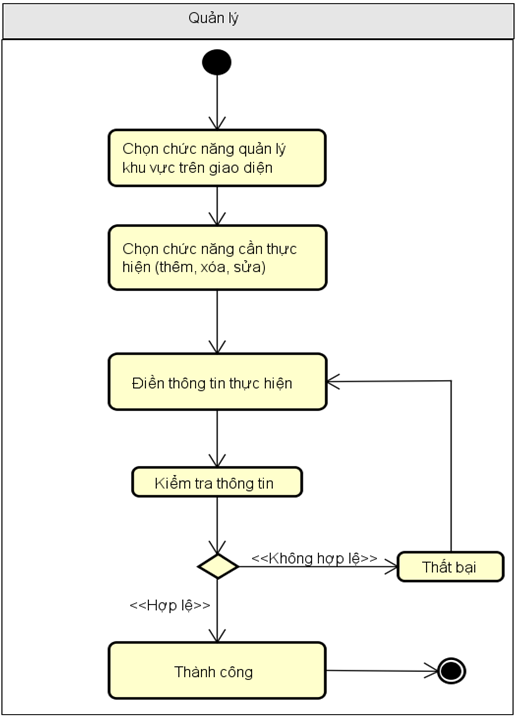 Quản lý
Chọn chức năng quản lý
khu vực trên giao diện
Chọn chức năng cần thực
hiện (thêm, xóa, sửa)
Điền thông tin thực hiện
Kiểm tra thông tin
<<Không hợp lệ>>
Thất bại
<<Hợp lệ>>
Thành công